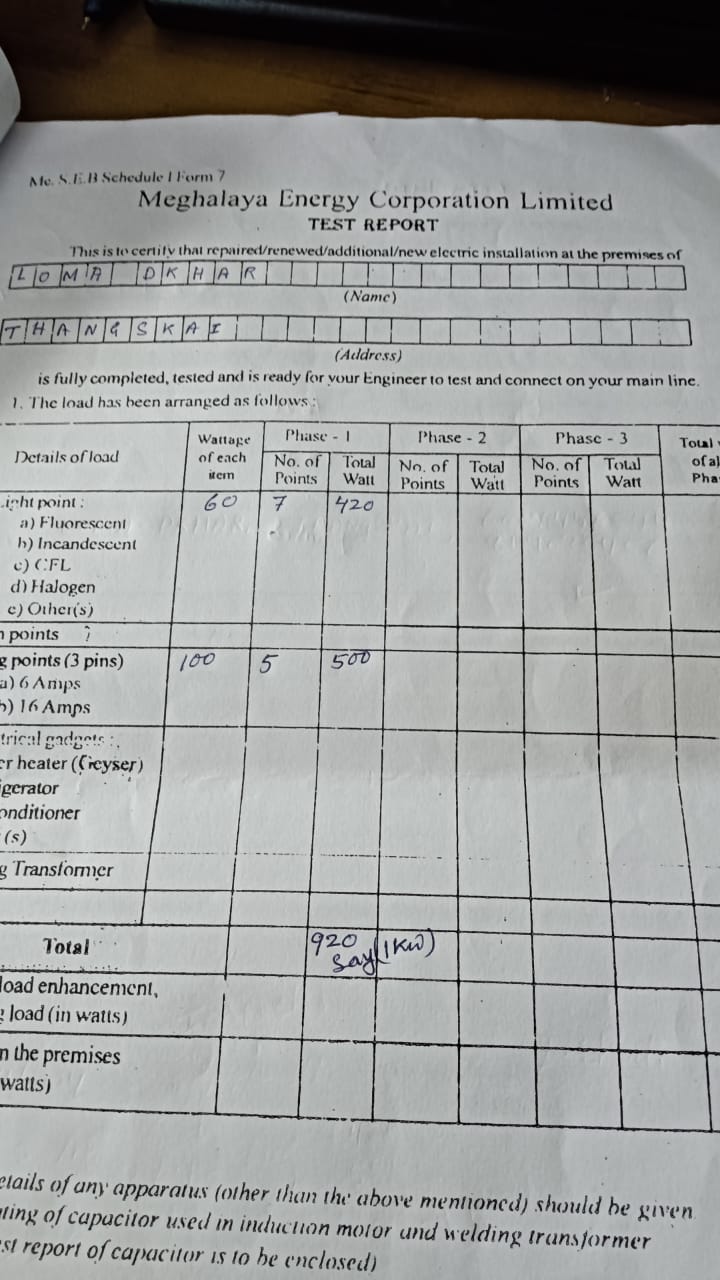 Me. S.E.B Schedule I Form 7
Meghalaya Energy Corporation Limited
TEST REPORT
This is to certify that repaired/renewed/additional/new electric installation at the premises of
LOMA DKHAR
(Name)
THANGSKAI
(Address)
is fully completed, tested and is ready for your Engineer to test and connect on your main line.
1. The load has been arranged as follows :
Details of load Wattage of each item Phase - 1 Phase - 2 Phase - 3 Total
No. of Points Total Watt No. of Points Total Watt No. of Points Total Watt of al Pha
ight point : 60 7 420
a) Fluorescent
b) Incandescent
c) CFL
d) Halogen
e) Other(s)
n points
g points (3 pins) 100 5 500
a) 6 Amps
b) 16 Amps
trical gadgets :
er heater (Geyser)
igerator
onditioner
(s)
g Transformer
Total 920 say (1 KW)
load enhancement,
g load (in watts)
n the premises
watts)
etails of any apparatus (other than the above mentioned) should be given
ting of capacitor used in induction motor and welding transformer
st report of capacitor is to be enclosed)